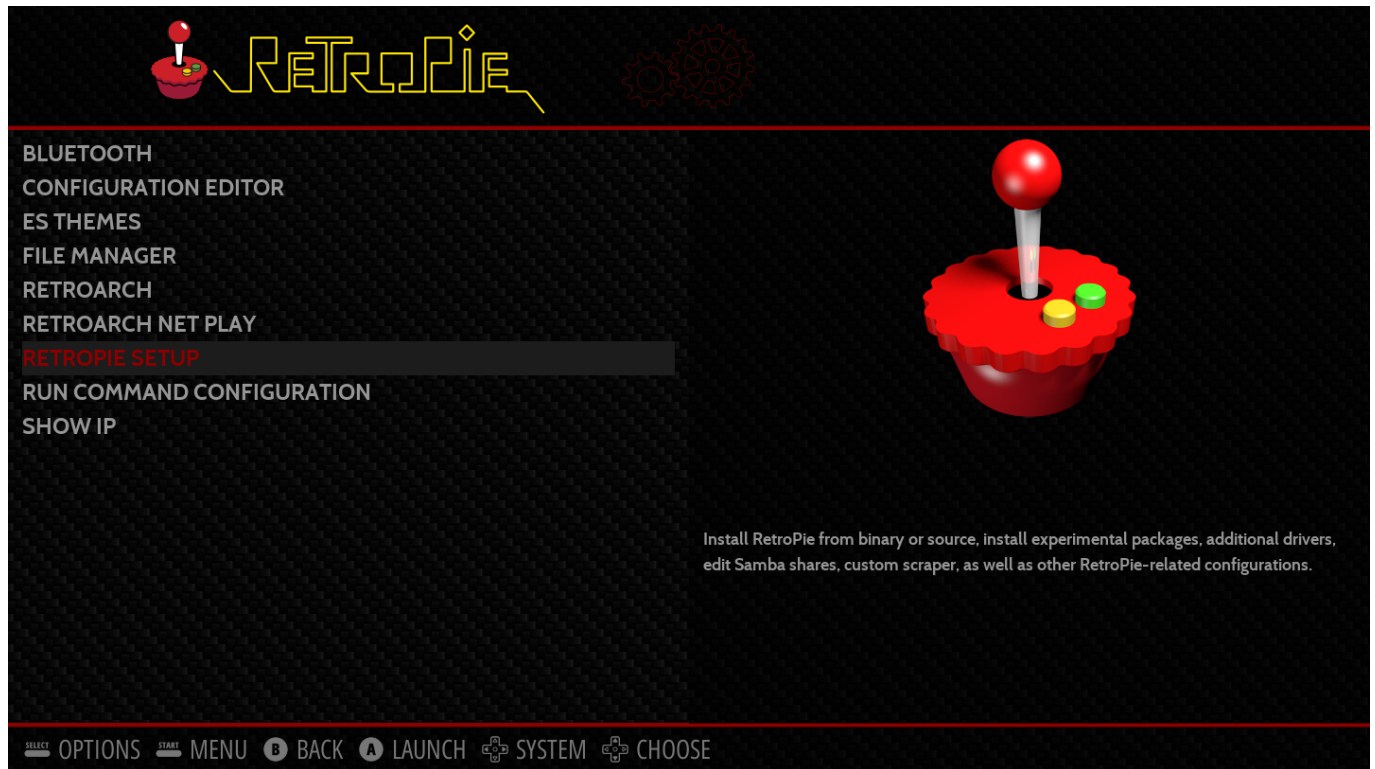 RETROPIE
BLUETOOTH
CONFIGURATION EDITOR
ES THEMES
FILE MANAGER
RETROARCH
RETROARCH NET PLAY
RETROPIE SETUP
RUN COMMAND CONFIGURATION
SHOW IP
Install RetroPie from binary or source, install experimental packages, additional drivers,
edit Samba shares, custom scraper, as well as other RetroPie-related configurations.
SELECT OPTIONS START MENU B BACK A LAUNCH SYSTEM CHOOSE